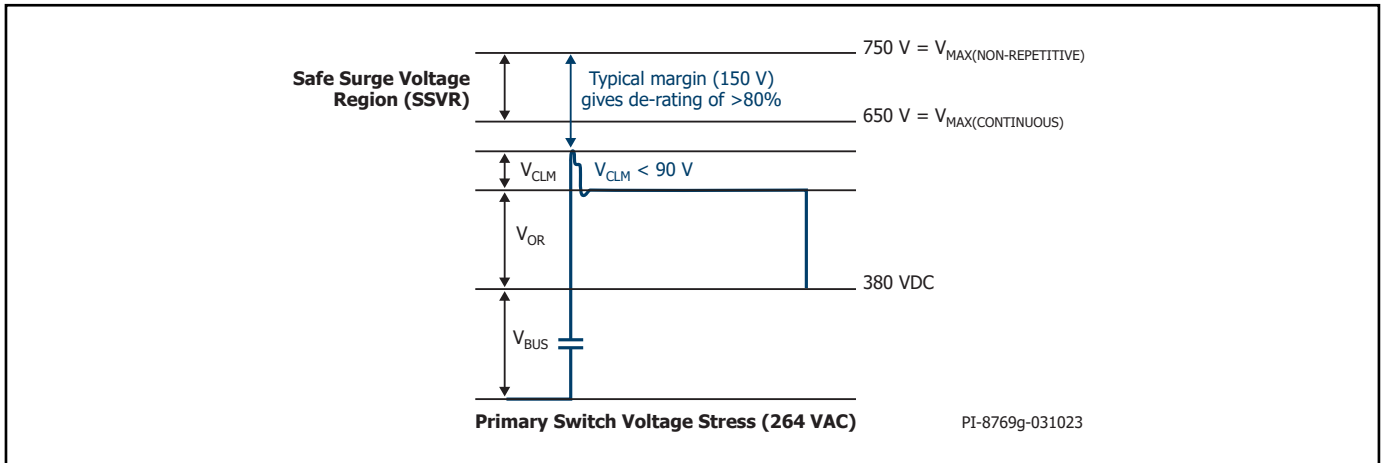 750 V = VMAX(NON-REPETITIVE)
Safe Surge Voltage
Region (SSVR)
Typical margin (150 V)
gives de-rating of >80%
650 V = VMAX(CONTINUOUS)
VCLM
VCLM < 90 V
VOR
380 VDC
VBUS
Primary Switch Voltage Stress (264 VAC)
PI-8769g-031023